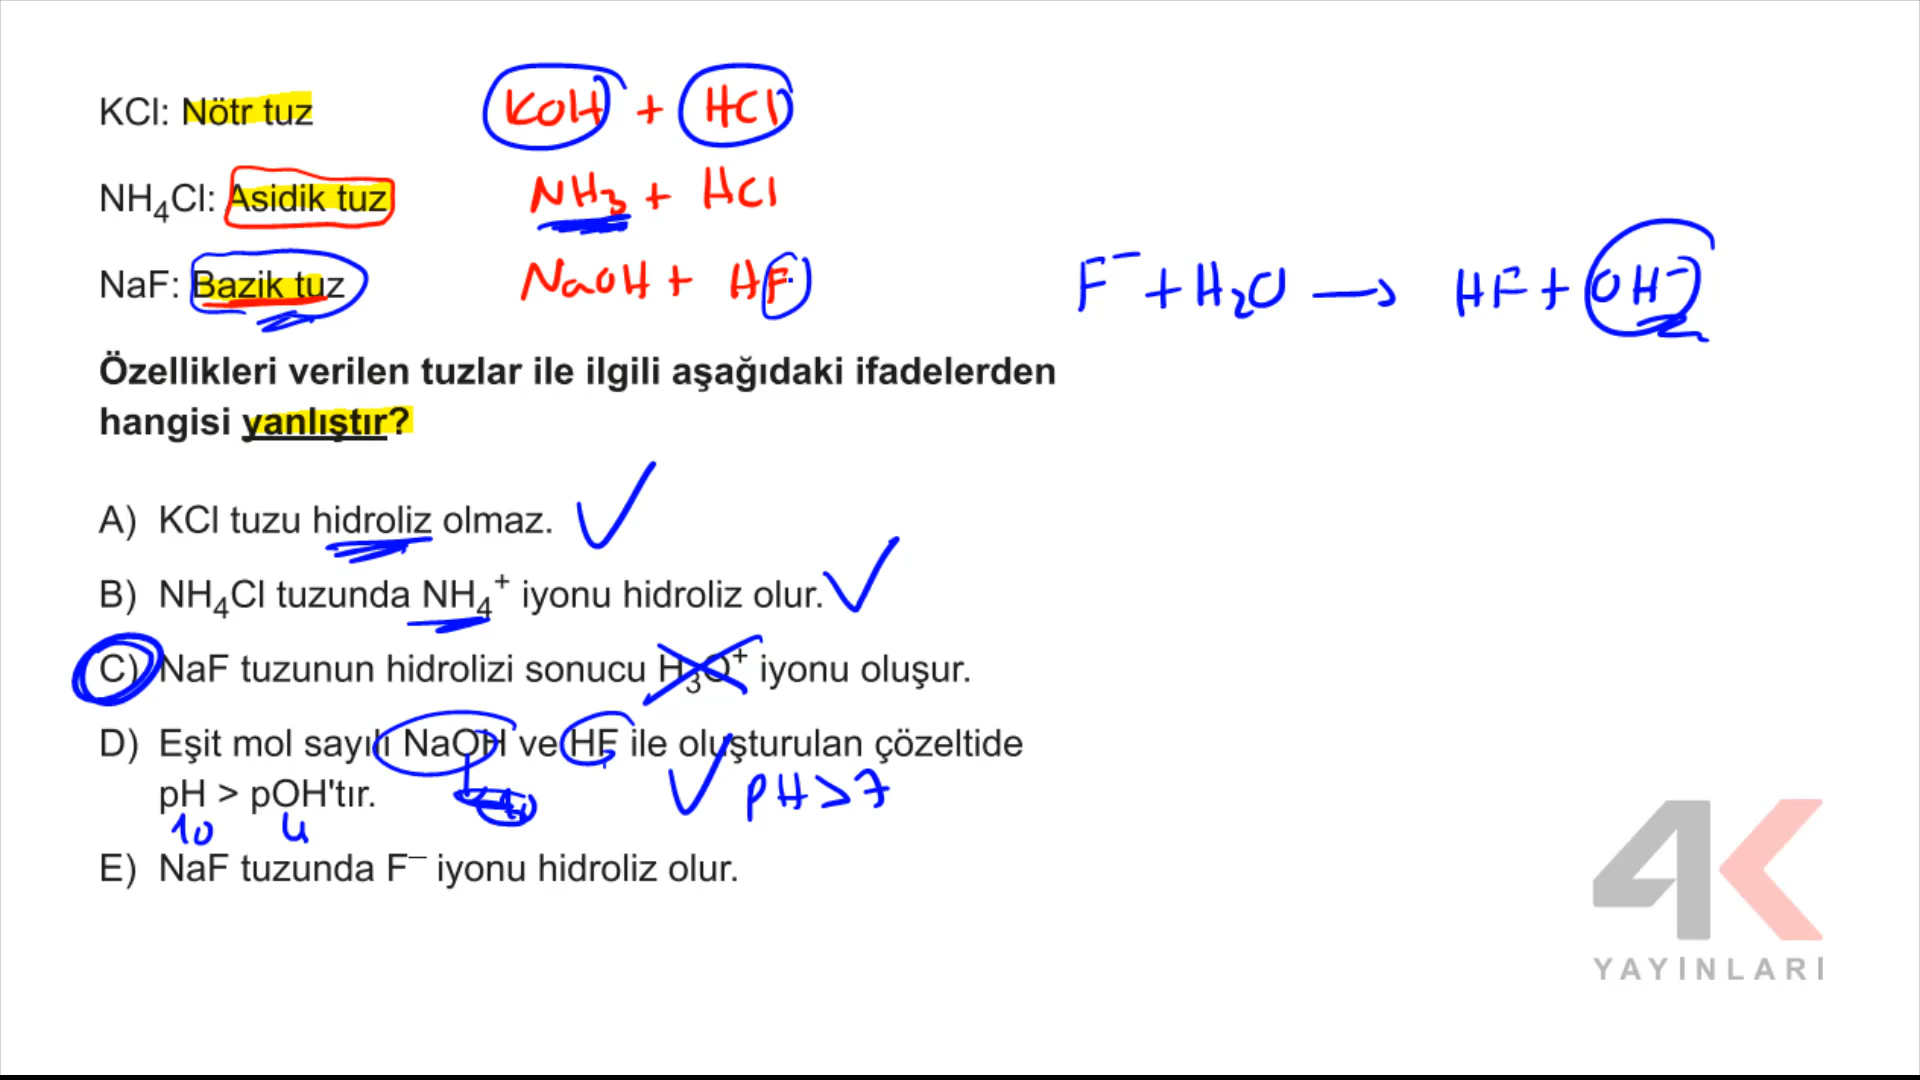 KCl: Nötr tuz KOH + HCl
NH₄Cl: Asidik tuz NH₃ + HCl
NaF: Bazik tuz NaOH + HF F⁻ + H₂O → HF + OH⁻
Özellikleri verilen tuzlar ile ilgili aşağıdaki ifadelerden
hangisi yanlıştır?
A) KCl tuzu hidroliz olmaz.
B) NH₄Cl tuzunda NH₄⁺ iyonu hidroliz olur.
C) NaF tuzunun hidrolizi sonucu H₃O⁺ iyonu oluşur.
D) Eşit mol sayılı NaOH ve HF ile oluşturulan çözeltide
pH > pOH'tır. pH > 7
10 4
E) NaF tuzunda F⁻ iyonu hidroliz olur.
4K
YAYINLARI